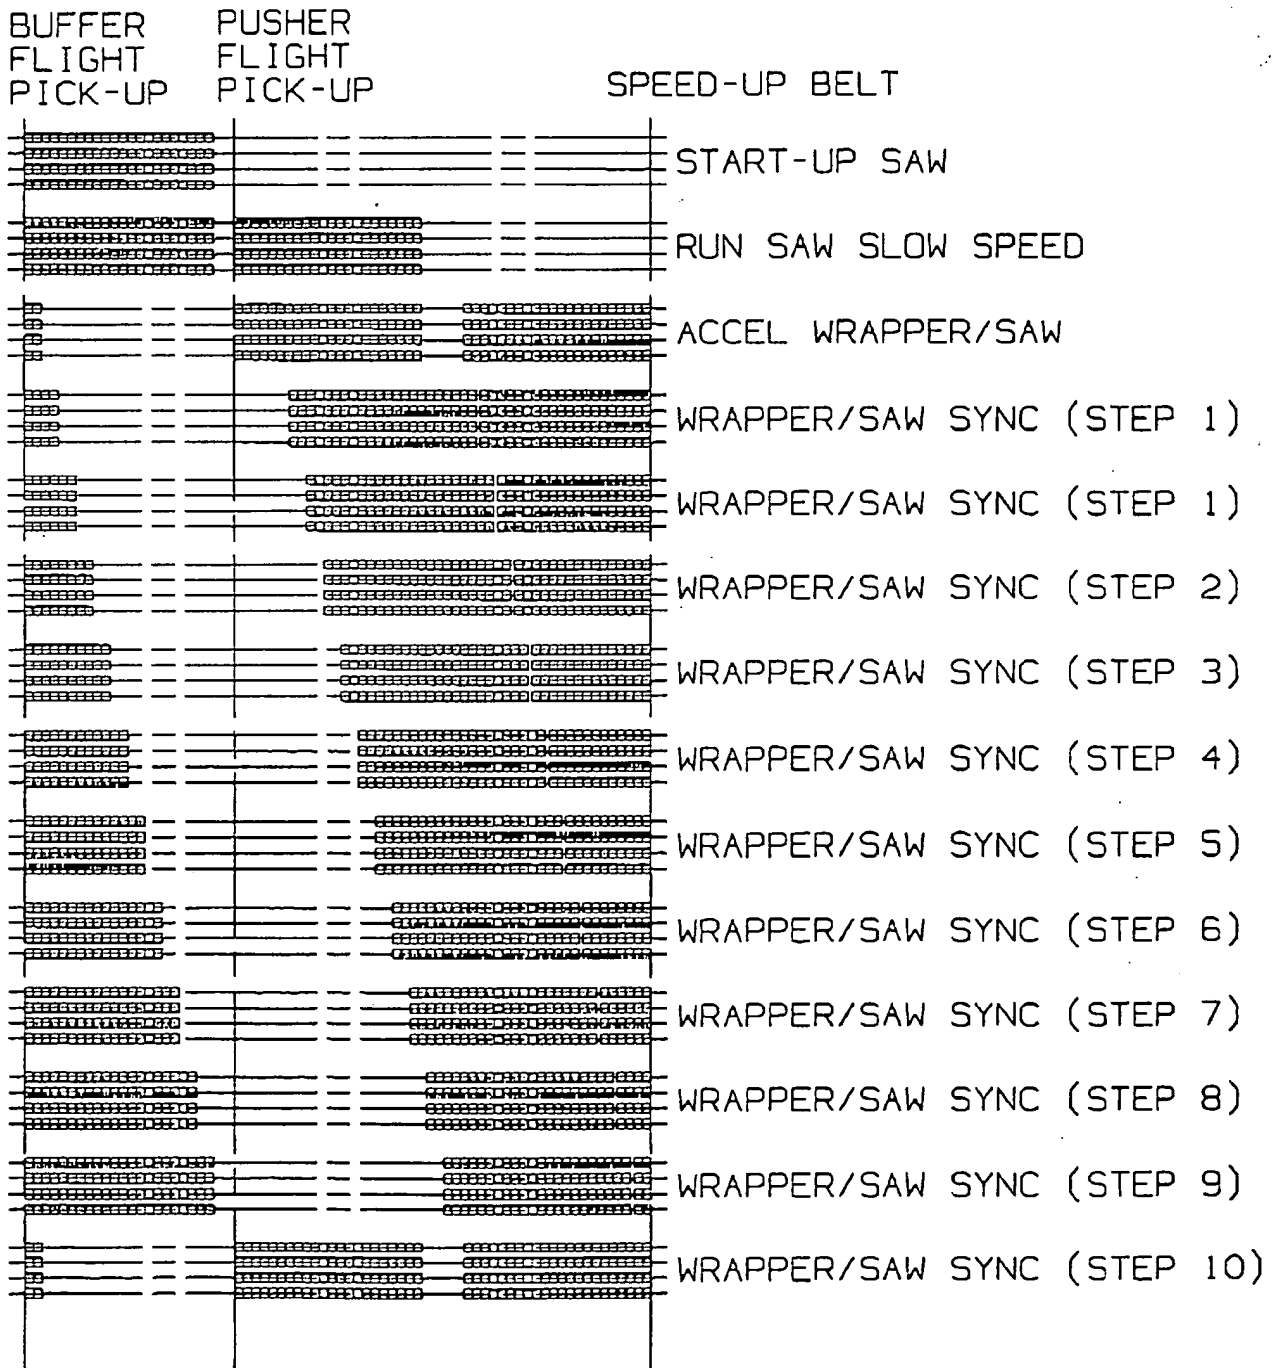 BUFFER
FLIGHT
PICK-UP
PUSHER
FLIGHT
PICK-UP
SPEED-UP BELT
START-UP SAW
RUN SAW SLOW SPEED
ACCEL WRAPPER/SAW
WRAPPER/SAW SYNC (STEP 1)
WRAPPER/SAW SYNC (STEP 1)
WRAPPER/SAW SYNC (STEP 2)
WRAPPER/SAW SYNC (STEP 3)
WRAPPER/SAW SYNC (STEP 4)
WRAPPER/SAW SYNC (STEP 5)
WRAPPER/SAW SYNC (STEP 6)
WRAPPER/SAW SYNC (STEP 7)
WRAPPER/SAW SYNC (STEP 8)
WRAPPER/SAW SYNC (STEP 9)
WRAPPER/SAW SYNC (STEP 10)